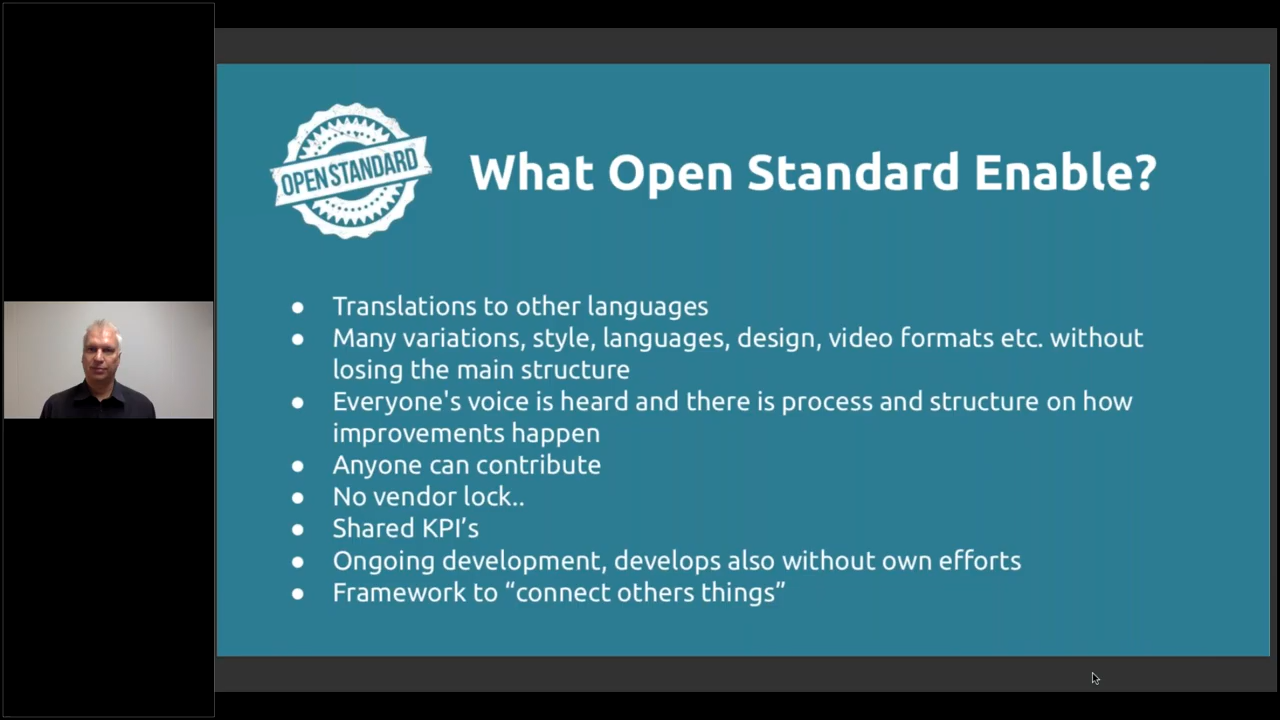 OPEN STANDARD
What Open Standard Enable?
● Translations to other languages
● Many variations, style, languages, design, video formats etc. without
losing the main structure
● Everyone's voice is heard and there is process and structure on how
improvements happen
● Anyone can contribute
● No vendor lock..
● Shared KPI’s
● Ongoing development, develops also without own efforts
● Framework to “connect others things”